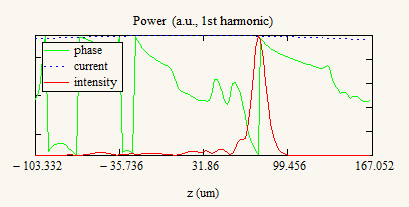 Power (a.u., 1st harmonic)
phase
current
intensity
−103.332 −35.736 31.86 99.456 167.052
z (um)